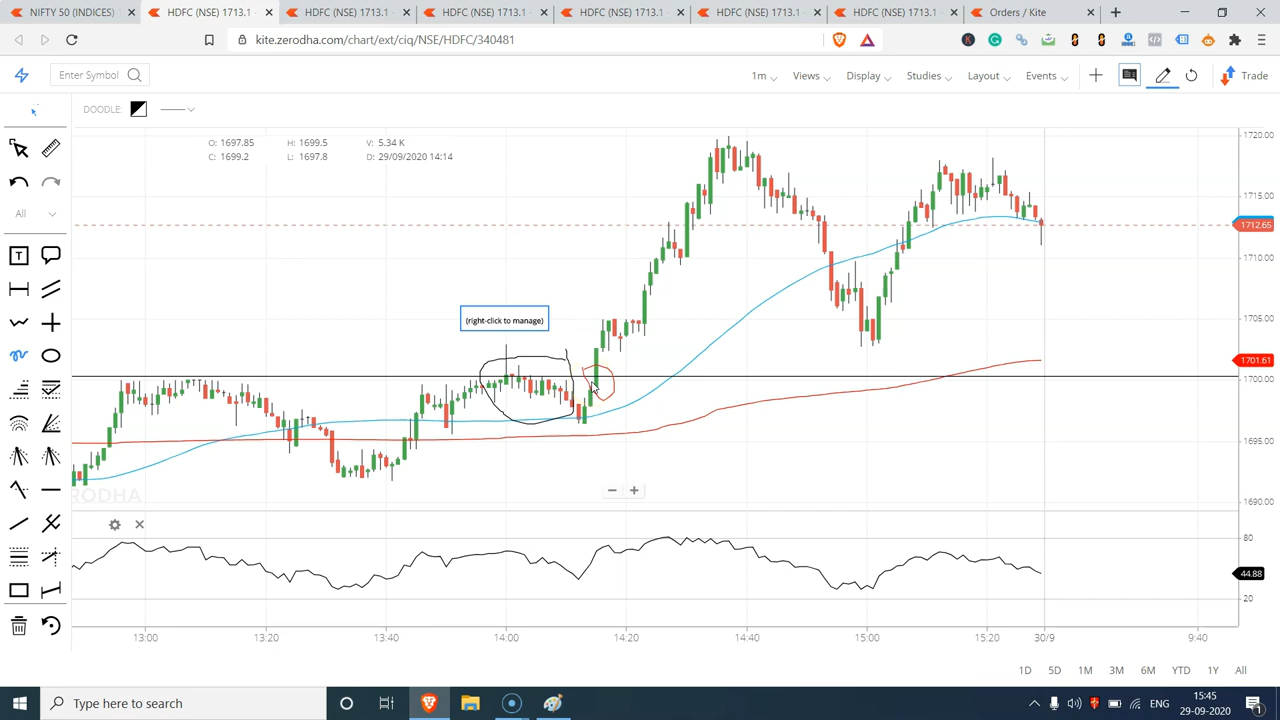 NIFTY 50 (INDICES)
HDFC (NSE) 1713.1
HDFC (NSE) 1713.1
HDFC (NSE) 1713.1
HDFC (NSE) 1713.1
HDFC (NSE) 1713.1
HDFC (NSE) 1713.1
Orders / Kite
kite.zerodha.com/chart/ext/ciq/NSE/HDFC/340481
Enter Symbol
1m
Views
Display
Studies
Layout
Events
Trade
DOODLE:
O: 1697.85
H: 1699.5
V: 5.34 K
C: 1699.2
L: 1697.8
D: 29/09/2020 14:14
All
1720.00
1715.00
1712.65
1710.00
1705.00
(right-click to manage)
1701.61
1700.00
1695.00
1690.00
RODHA
80
44.88
20
13:00
13:20
13:40
14:00
14:20
14:40
15:00
15:20
30/9
9:40
1D
5D
1M
3M
6M
YTD
1Y
All
Type here to search
ENG
15:45
29-09-2020
1